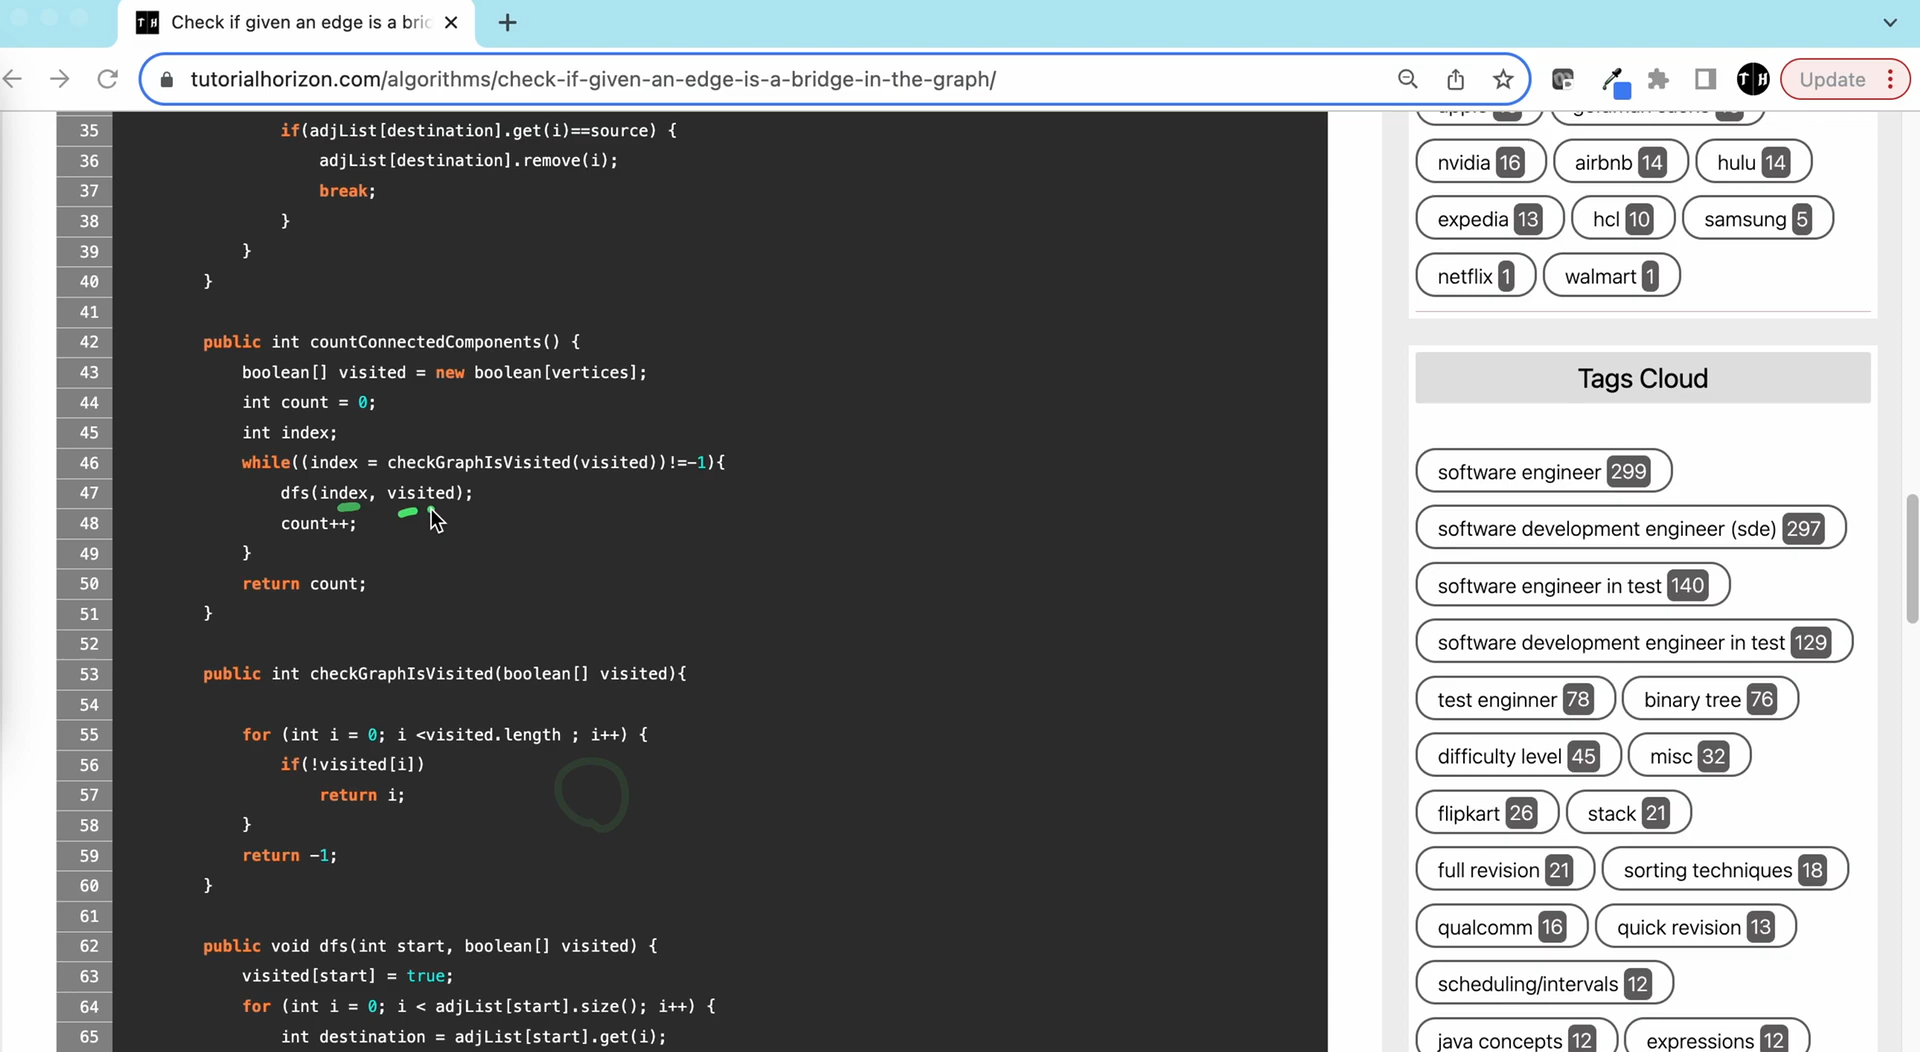 Check if given an edge is a bri
tutorialhorizon.com/algorithms/check-if-given-an-edge-is-a-bridge-in-the-graph/
TH
Update
35 if(adjList[destination].get(i)==source) {
36 adjList[destination].remove(i);
37 break;
38 }
39 }
40 }
41
42 public int countConnectedComponents() {
43 boolean[] visited = new boolean[vertices];
44 int count = 0;
45 int index;
46 while((index = checkGraphIsVisited(visited))!=-1){
47 dfs(index, visited);
48 count++;
49 }
50 return count;
51 }
52
53 public int checkGraphIsVisited(boolean[] visited){
54
55 for (int i = 0; i <visited.length ; i++) {
56 if(!visited[i])
57 return i;
58 }
59 return -1;
60 }
61
62 public void dfs(int start, boolean[] visited) {
63 visited[start] = true;
64 for (int i = 0; i < adjList[start].size(); i++) {
65 int destination = adjList[start].get(i);
nvidia 16 airbnb 14 hulu 14
expedia 13 hcl 10 samsung 5
netflix 1 walmart 1
Tags Cloud
software engineer 299
software development engineer (sde) 297
software engineer in test 140
software development engineer in test 129
test enginner 78 binary tree 76
difficulty level 45 misc 32
flipkart 26 stack 21
full revision 21 sorting techniques 18
qualcomm 16 quick revision 13
scheduling/intervals 12
java concepts 12 expressions 12